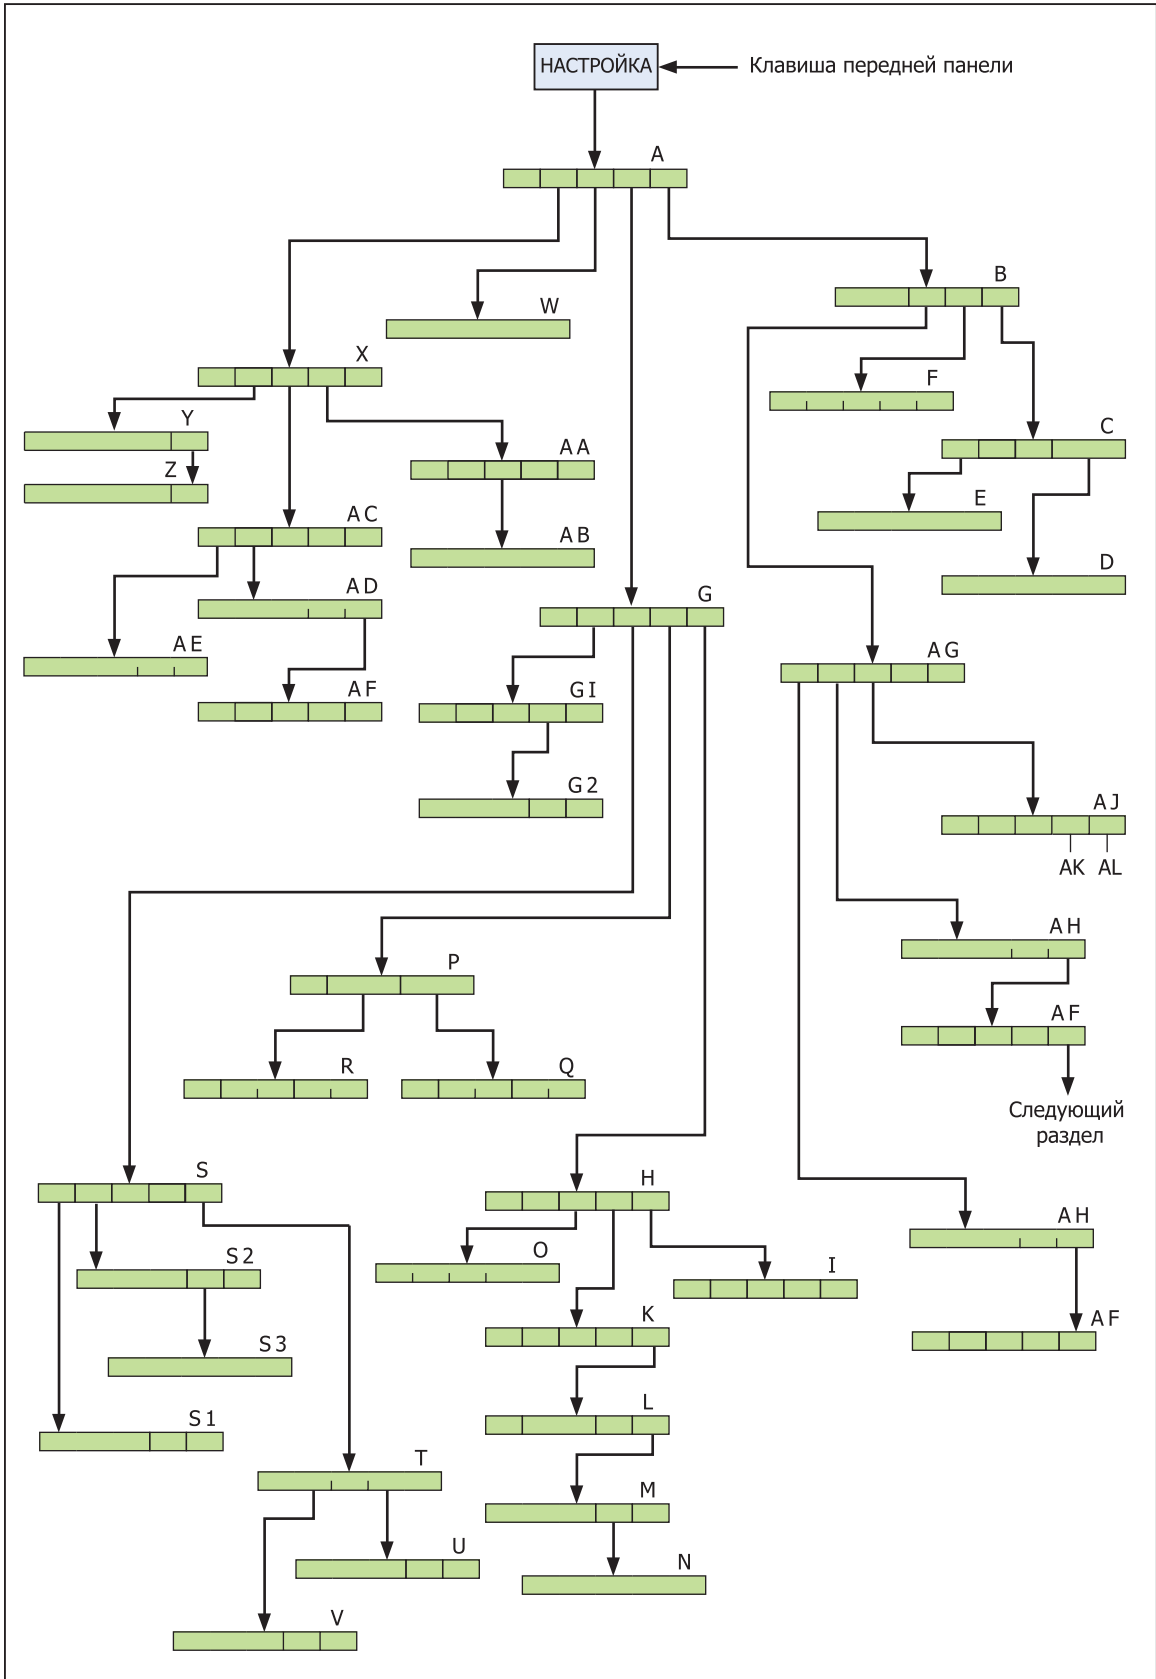 НАСТРОЙКА
Клавиша передней панели
A
B
W
X
F
Y
C
AA
Z
E
AC
AB
D
AD
G
AE
AG
AF
GI
G2
AJ
AK AL
AH
P
AF
R
Q
Следующий
раздел
S
H
AH
S2
O
I
K
AF
S3
L
S1
T
M
U
N
V